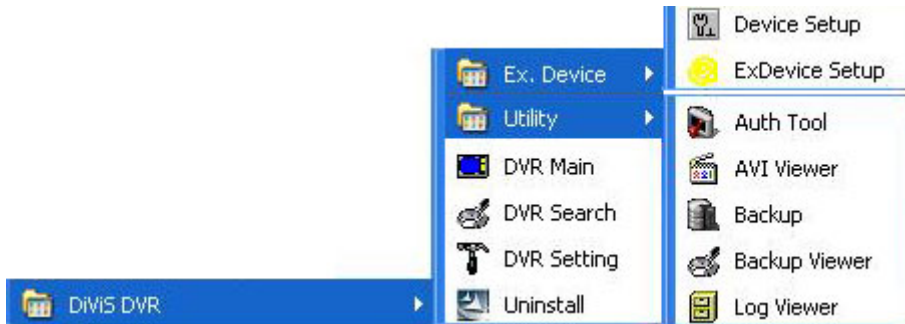 Device Setup
Ex. Device
ExDevice Setup
Utility
Auth Tool
DVR Main
AVI Viewer
DVR Search
Backup
DVR Setting
Backup Viewer
DiViS DVR
Uninstall
Log Viewer